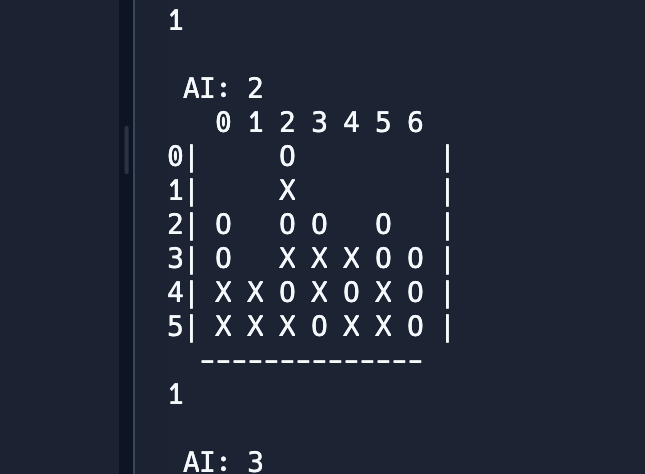 1
AI: 2
0 1 2 3 4 5 6
0|     O         |
1|     X         |
2| O   O O   O   |
3| O   X X X O O |
4| X X O X O X O |
5| X X X O X X O |
--------------
1
AI: 3